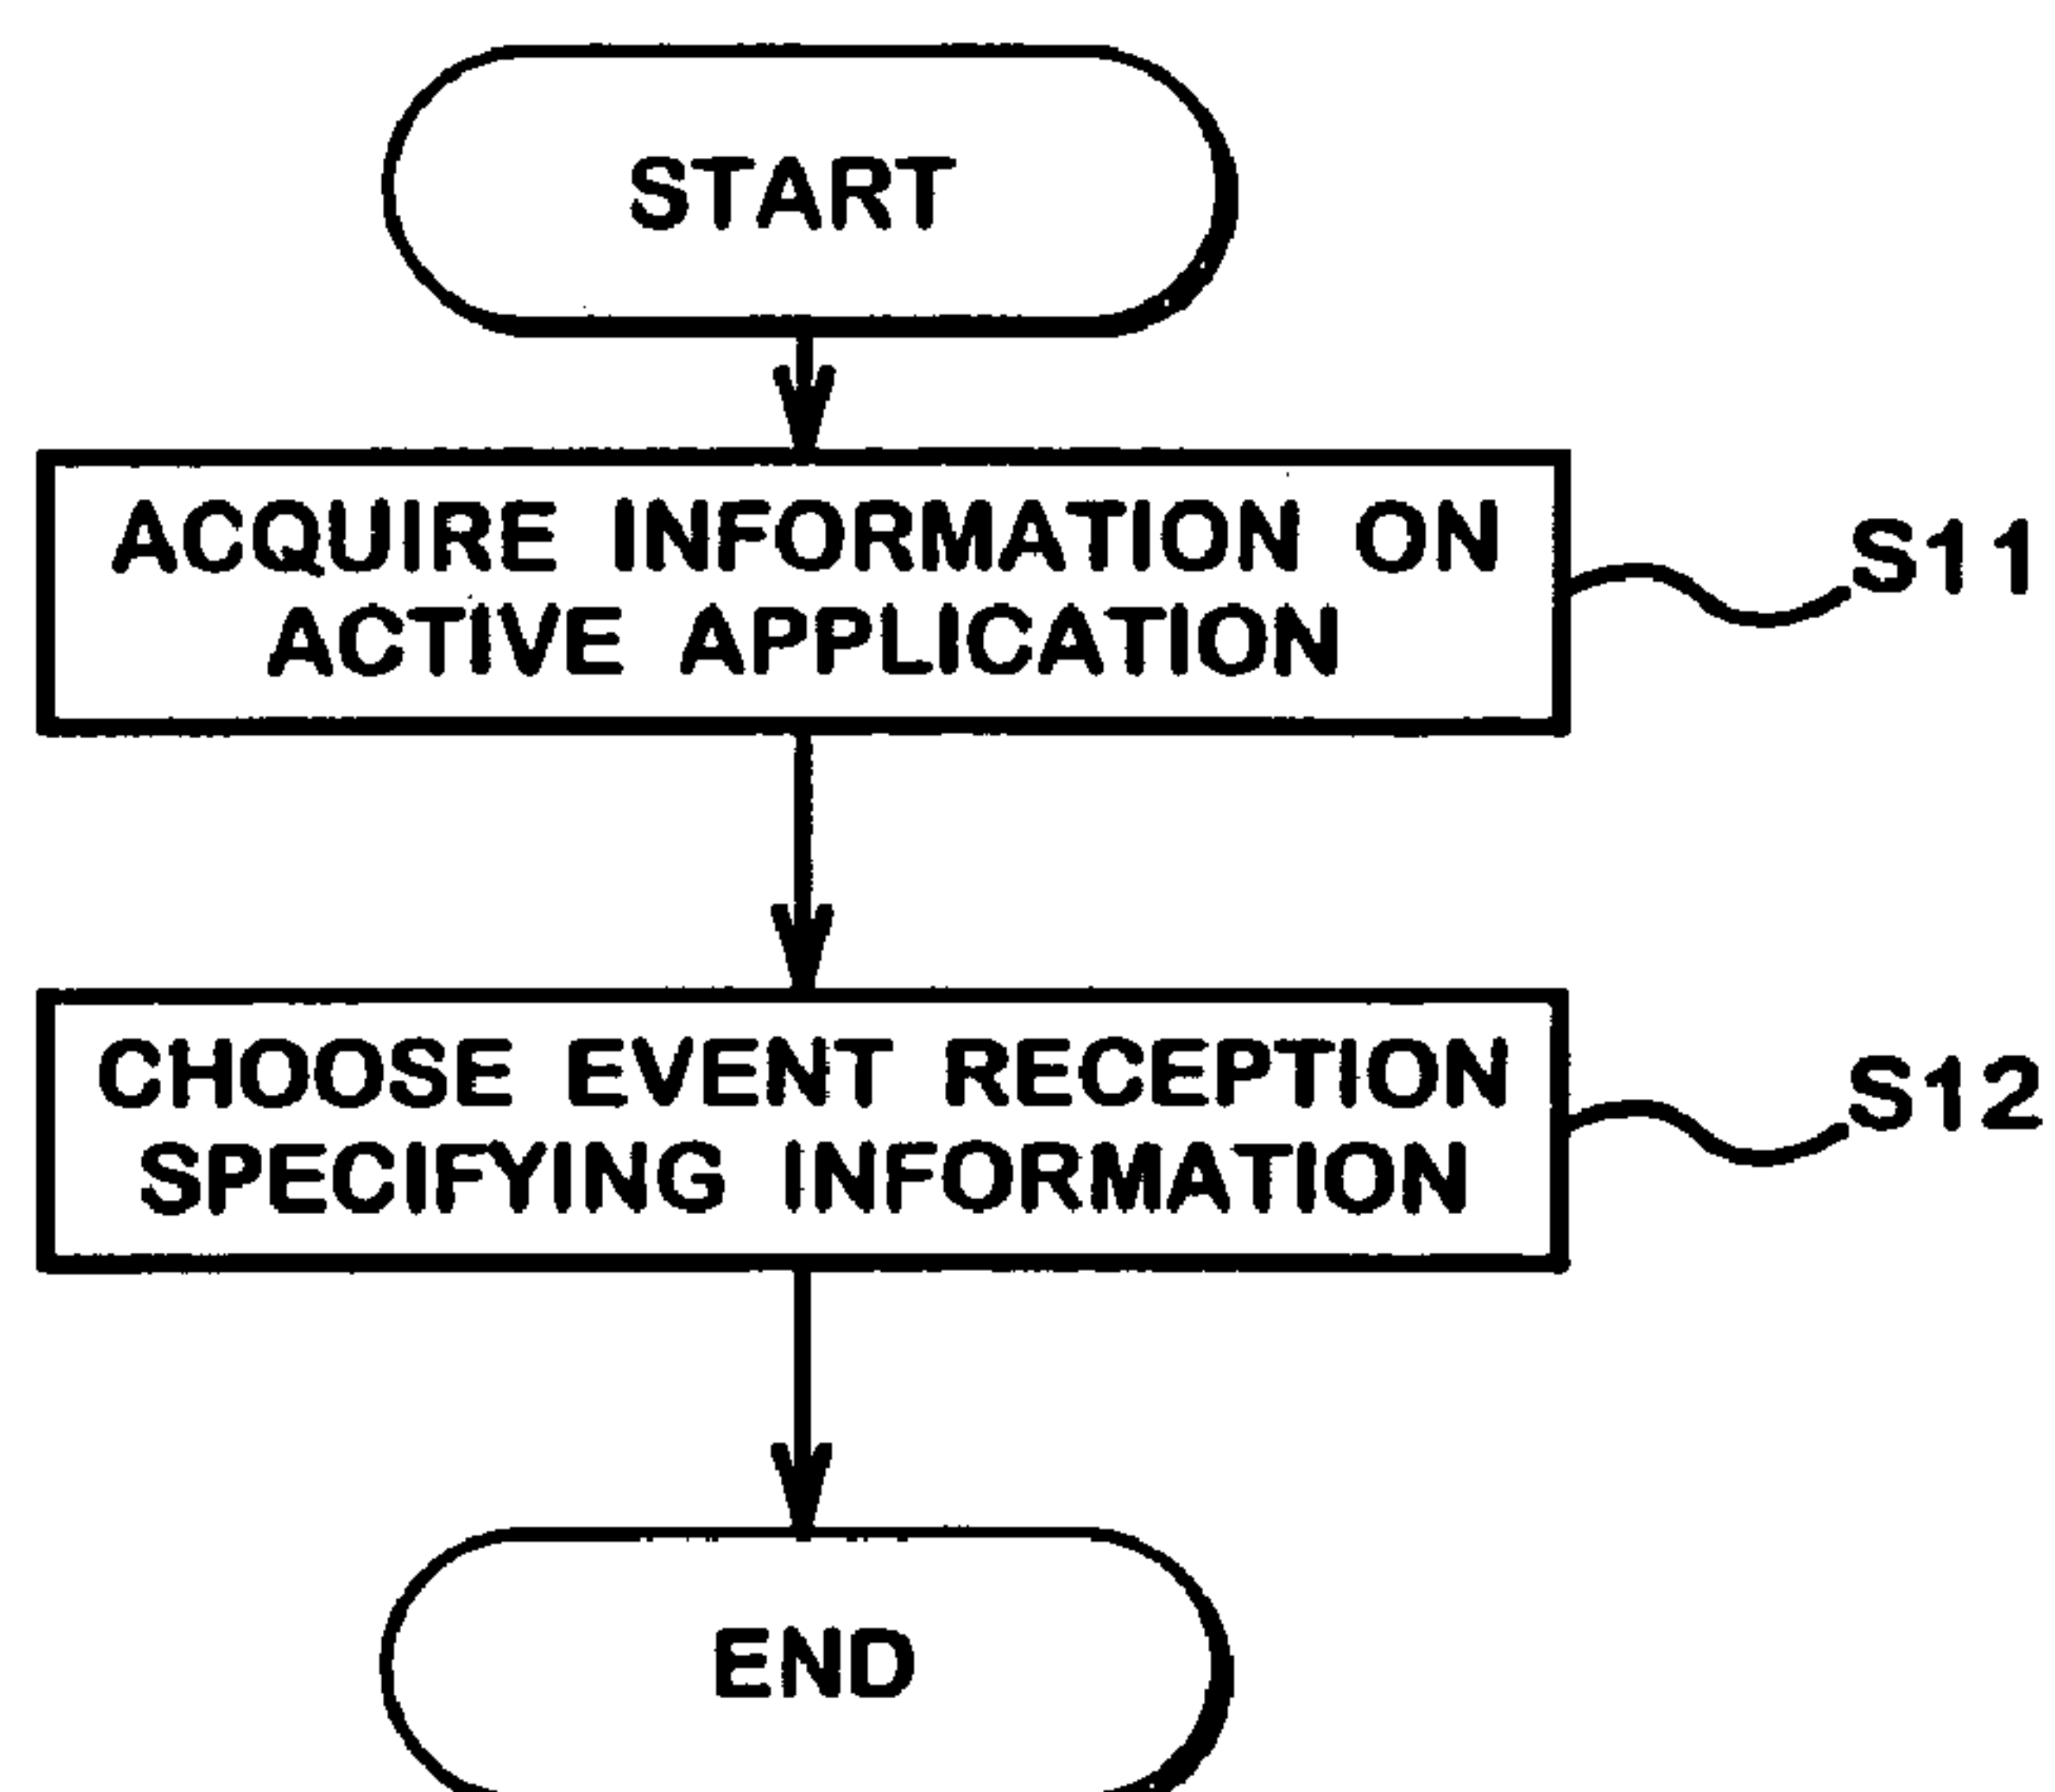 START
ACQUIRE INFORMATION ON
ACTIVE APPLICATION
S11
CHOOSE EVENT RECEPTION
SPECIFYING INFORMATION
S12
END